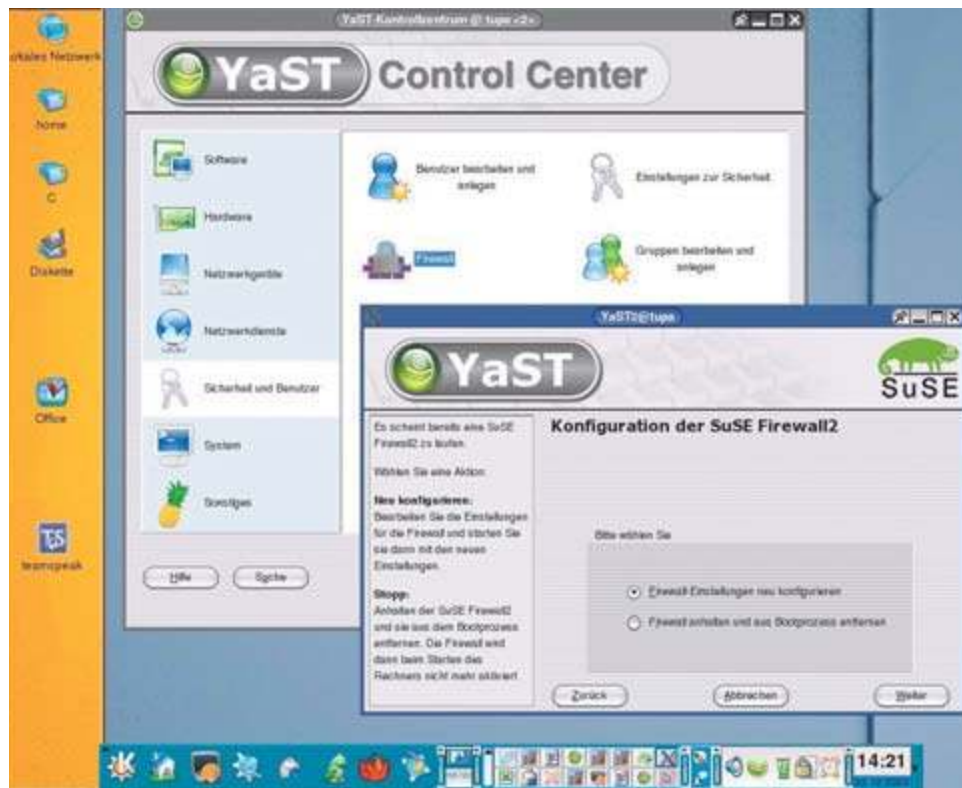 YaST-Kontrollzentrum @ tupa <2>
YaST Control Center
Netzwerk
home
C
Diskette
Office
teamspeak
Software
Hardware
Netzwerkgeräte
Netzwerkdienste
Sicherheit und Benutzer
System
Sonstiges
Benutzer bearbeiten und
anlegen
Einstellungen zur Sicherheit
Firewall
Gruppen bearbeiten und
anlegen
Hilfe
Suche
YaST2@tupa
YaST
SuSE
Es scheint bereits eine SuSE
Firewall2 zu laufen.
Wählen Sie eine Aktion:
Neu konfigurieren:
Bearbeiten Sie die Einstellungen
für die Firewall und starten Sie
sie dann mit den neuen
Einstellungen.
Stopp:
Anhalten der SuSE Firewall2
und sie aus dem Bootprozess
entfernen. Die Firewall wird
dann beim Starten des
Rechners nicht mehr aktiviert
Konfiguration der SuSE Firewall2
Bitte wählen Sie
Firewall-Einstellungen neu konfigurieren
Firewall anhalten und aus Bootprozess entfernen
Zurück
Abbrechen
Weiter
14:21